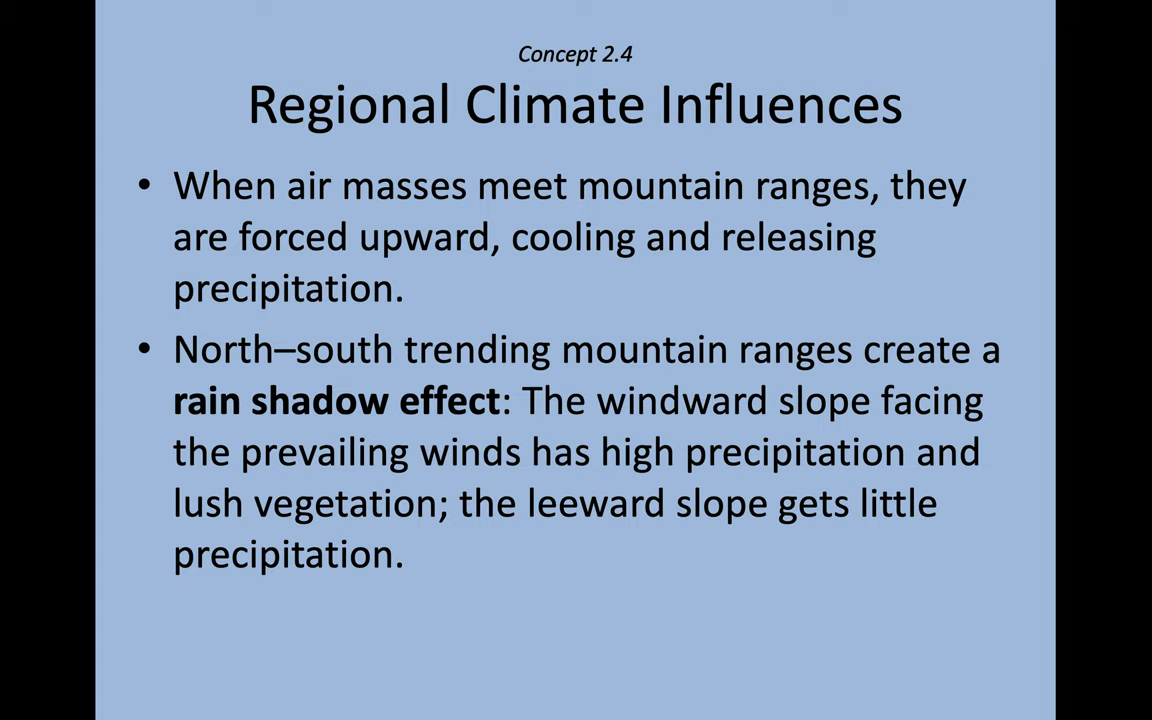 Concept 2.4
Regional Climate Influences
• When air masses meet mountain ranges, they
are forced upward, cooling and releasing
precipitation.
• North–south trending mountain ranges create a
rain shadow effect: The windward slope facing
the prevailing winds has high precipitation and
lush vegetation; the leeward slope gets little
precipitation.